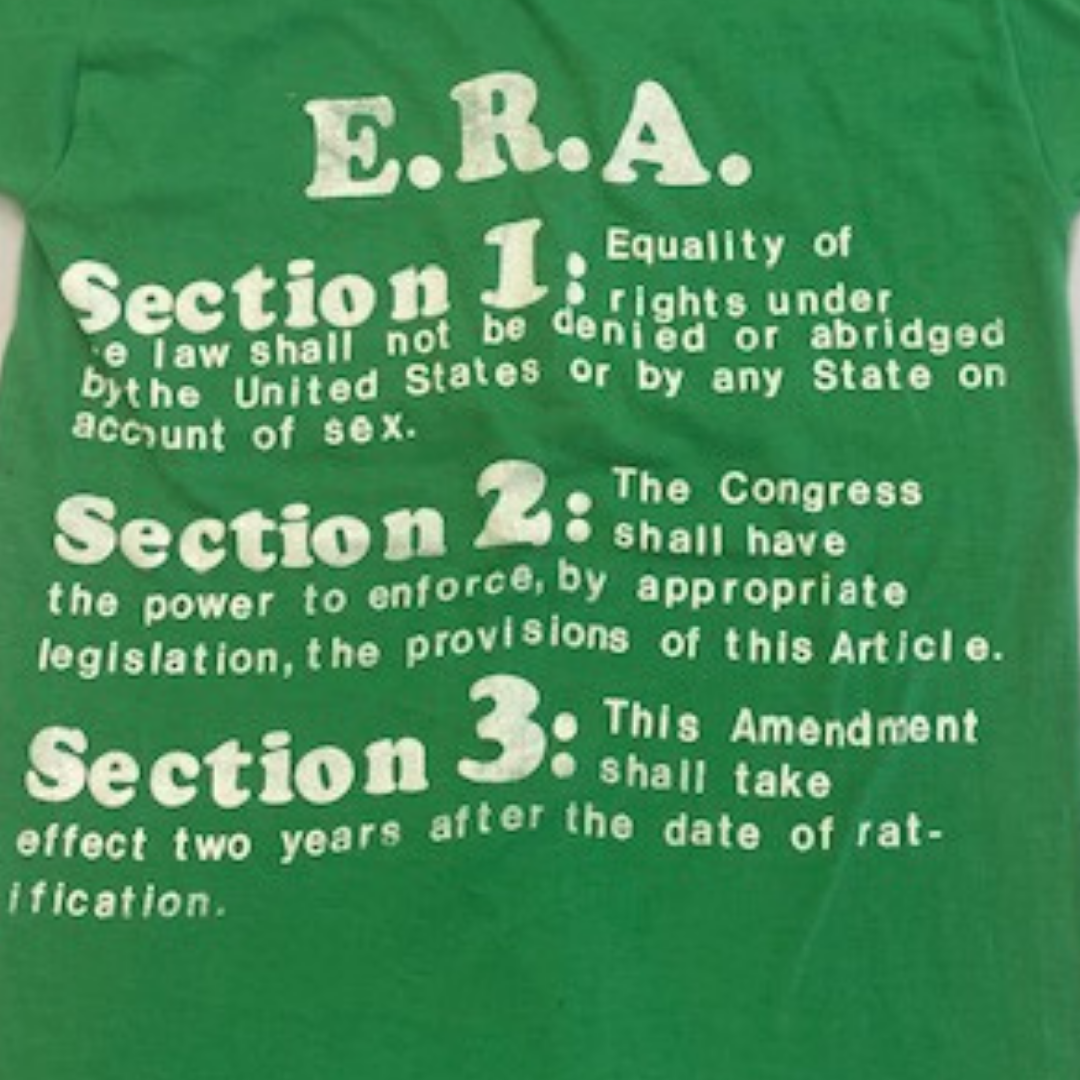 E.R.A.
Section 1: Equality of
rights under
e law shall not be denied or abridged
by the United States or by any State on
account of sex.
Section 2: The Congress
shall have
the power to enforce, by appropriate
legislation, the provisions of this Article.
Section 3: This Amendment
shall take
effect two years after the date of rat-
ification.